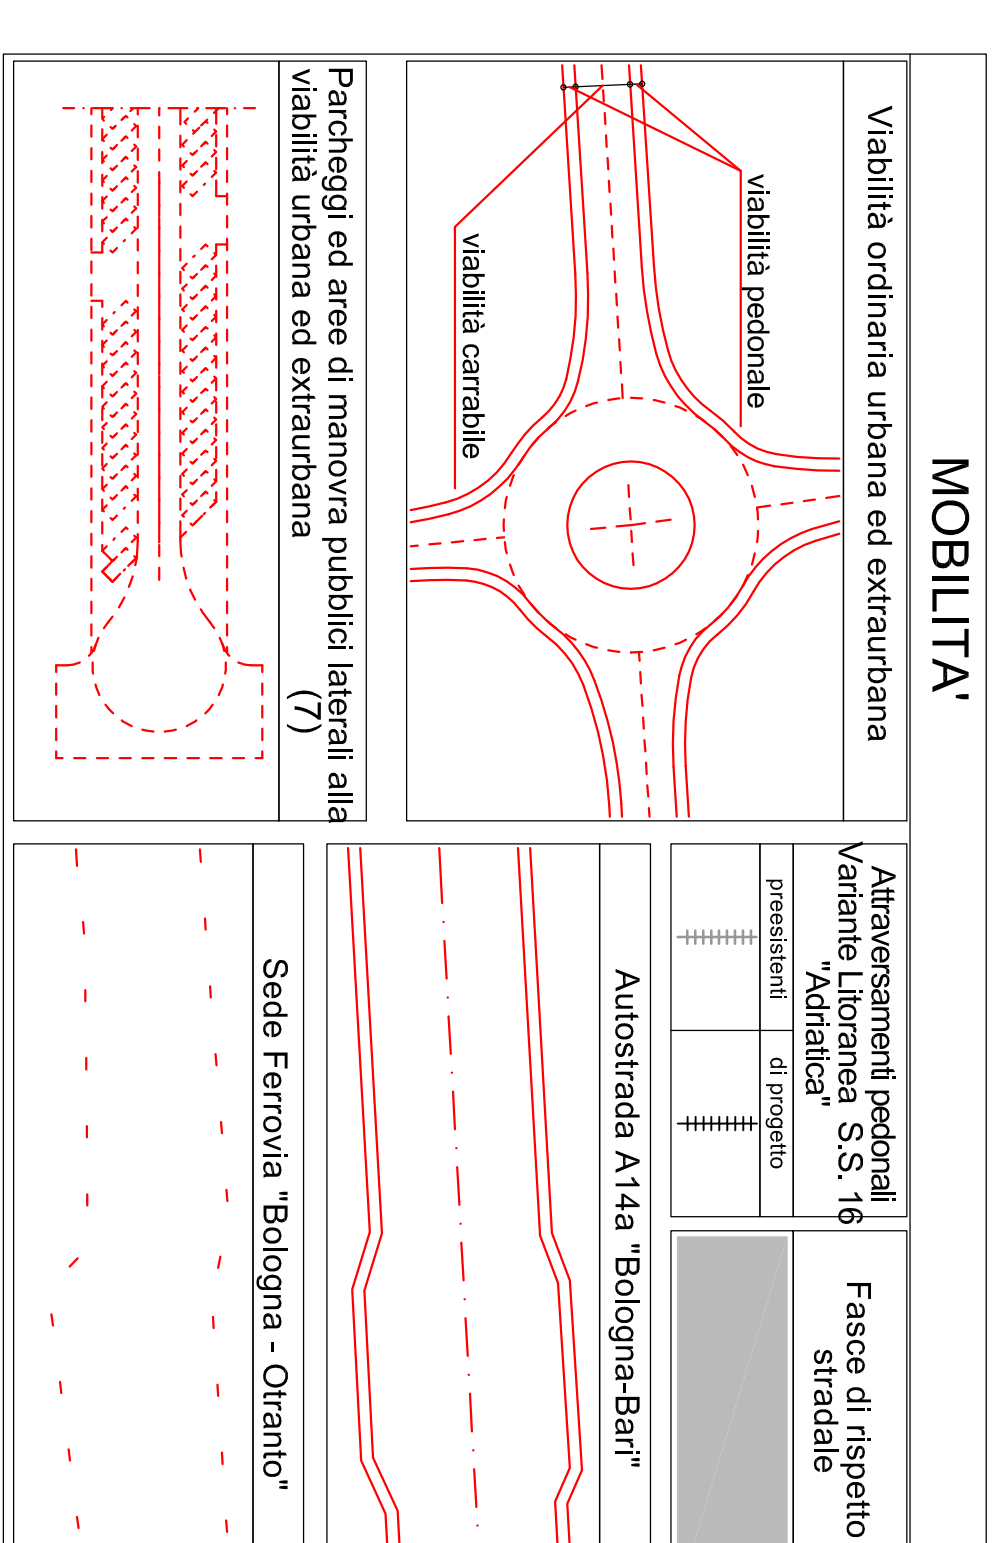 MOBILITA'
Viabilità ordinaria urbana ed extraurbana
viabilità pedonale
viabilità carrabile
Parcheggi ed aree di manovra pubblici laterali alla
viabilità urbana ed extraurbana
(7)
Attraversamenti pedonali
Variante Litoranea S.S. 16
"Adriatica"
preesistenti
di progetto
Fasce di rispetto
stradale
Autostrada A14a "Bologna-Bari"
Sede Ferrovia "Bologna - Otranto"